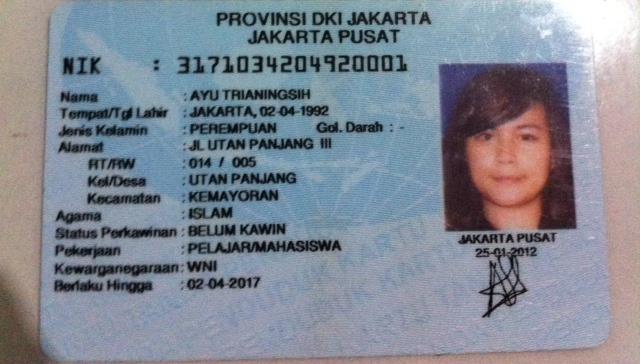 PROVINSI DKI JAKARTA
JAKARTA PUSAT
NIK : 3171034204920001
Nama : AYU TRIANINGSIH
Tempat/Tgl Lahir : JAKARTA, 02-04-1992
Jenis Kelamin : PEREMPUAN Gol. Darah : -
Alamat : JL UTAN PANJANG III
RT/RW : 014 / 005
Kel/Desa : UTAN PANJANG
Kecamatan : KEMAYORAN
Agama : ISLAM
Status Perkawinan : BELUM KAWIN
Pekerjaan : PELAJAR/MAHASISWA
Kewarganegaraan : WNI
Berlaku Hingga : 02-04-2017
JAKARTA PUSAT
25-01-2012